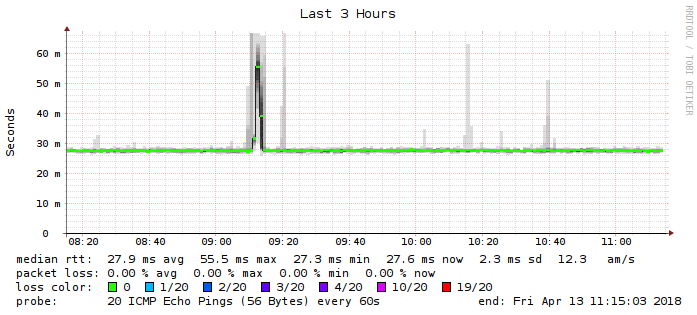 Last 3 Hours
RRDTOOL / TOBI OETIKER
Seconds
60 m
50 m
40 m
30 m
20 m
10 m
0
08:20 08:40 09:00 09:20 09:40 10:00 10:20 10:40 11:00
median rtt: 27.9 ms avg 55.5 ms max 27.3 ms min 27.6 ms now 2.3 ms sd 12.3 am/s
packet loss: 0.00 % avg 0.00 % max 0.00 % min 0.00 % now
loss color: 0 1/20 2/20 3/20 4/20 10/20 19/20
probe: 20 ICMP Echo Pings (56 Bytes) every 60s end: Fri Apr 13 11:15:03 2018